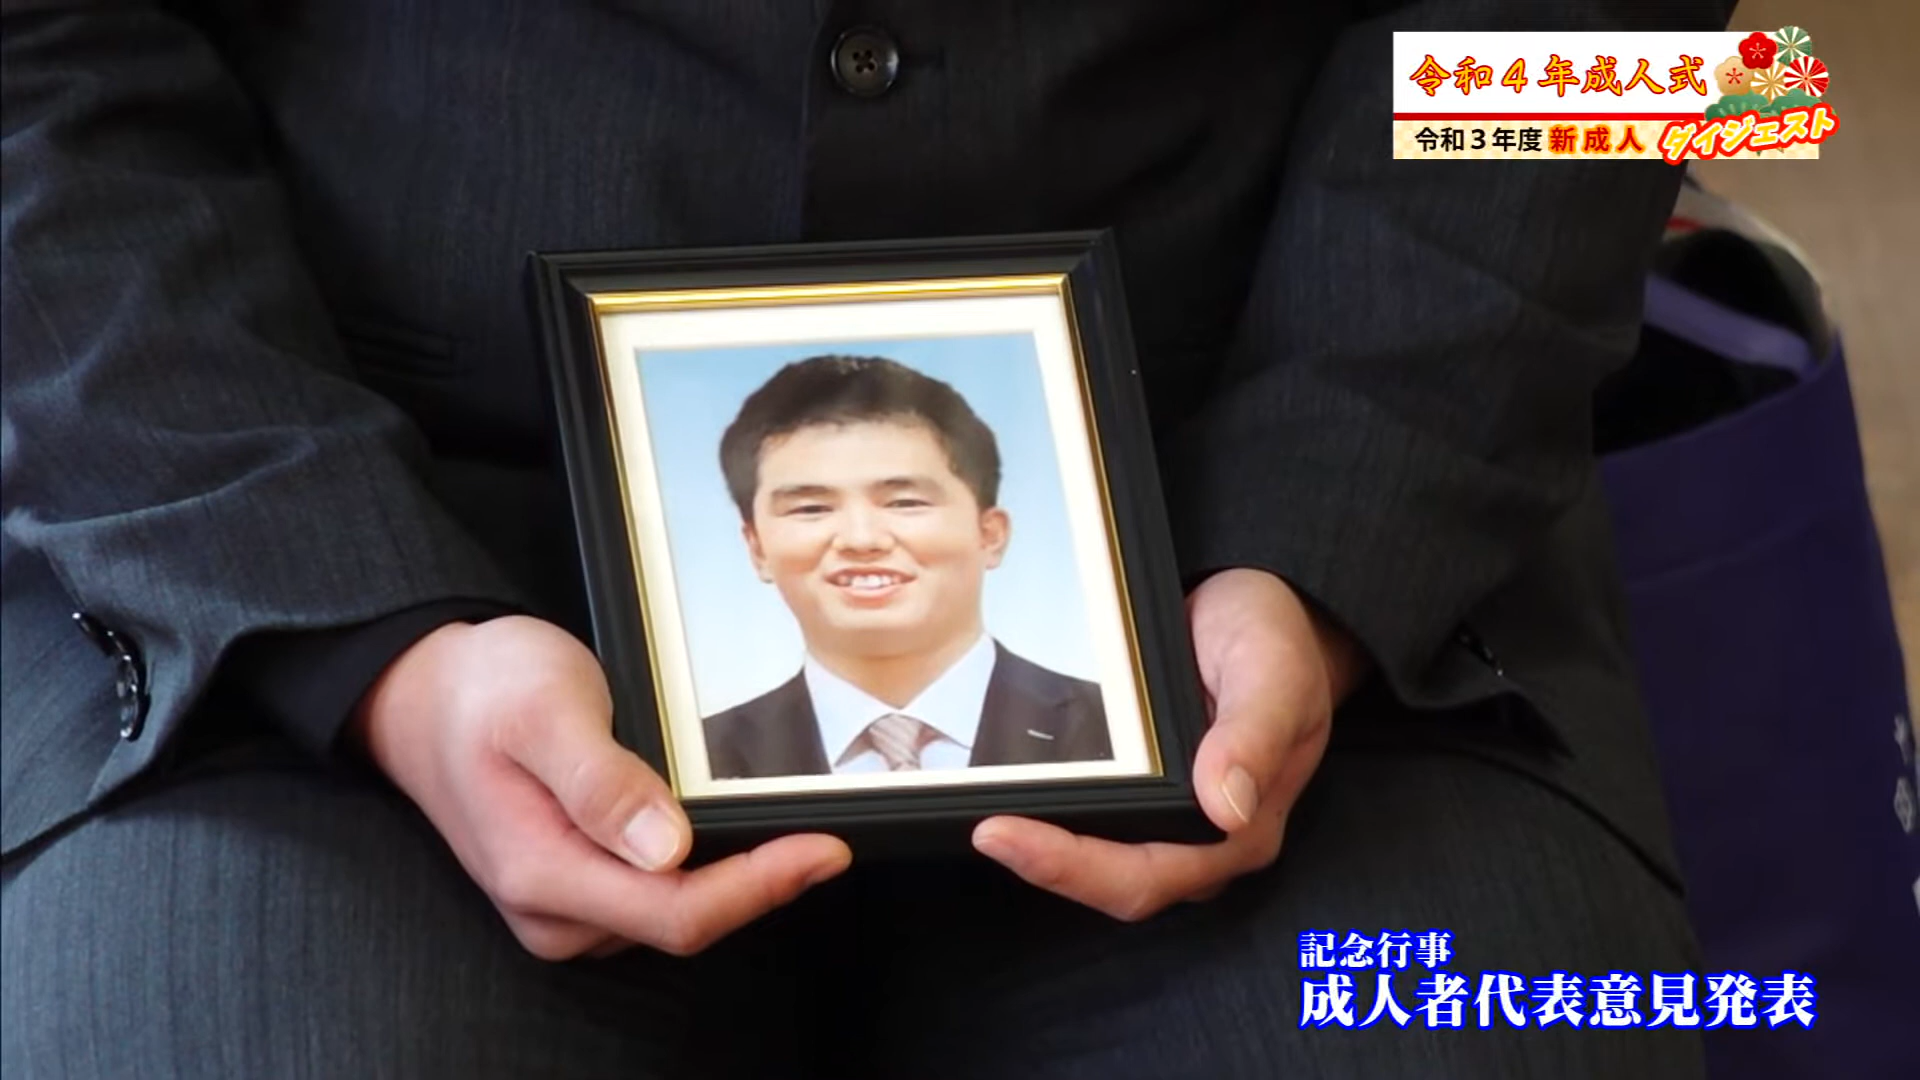 令和4年成人式
令和3年度 新成人 ダイジェスト
記念行事
成人者代表意見発表